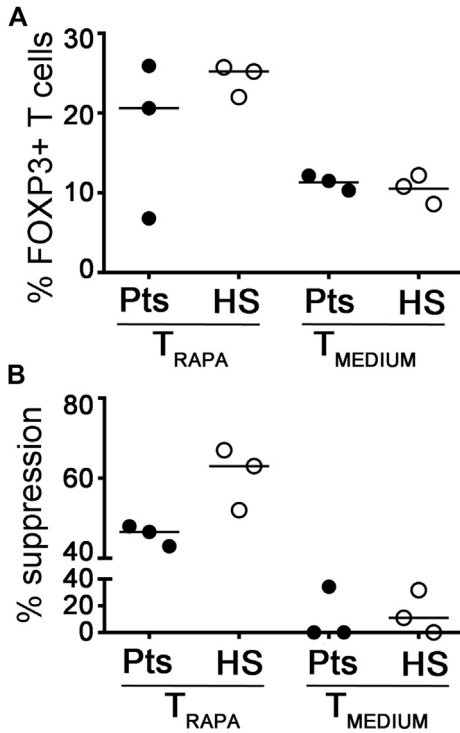 A
% FOXP3+ T cells
30
20
10
0
Pts HS Pts HS
TRAPA TMEDIUM
B
% suppression
80
60
40
40
20
0
Pts HS Pts HS
TRAPA TMEDIUM